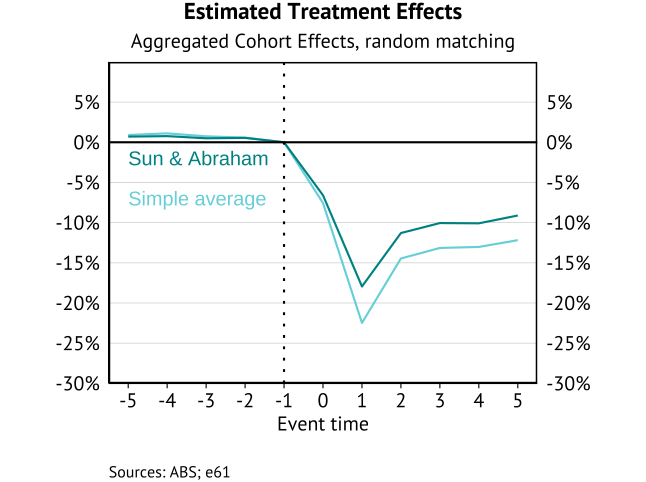 Estimated Treatment Effects
Aggregated Cohort Effects, random matching
5% 5%
0% 0%
Sun & Abraham
-5% -5%
Simple average
-10% -10%
-15% -15%
-20% -20%
-25% -25%
-30% -30%
-5 -4 -3 -2 -1 0 1 2 3 4 5
Event time
Sources: ABS; e61